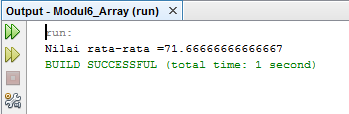 Output - Modul6_Array (run)
run:
Nilai rata-rata =71.66666666666667
BUILD SUCCESSFUL (total time: 1 second)